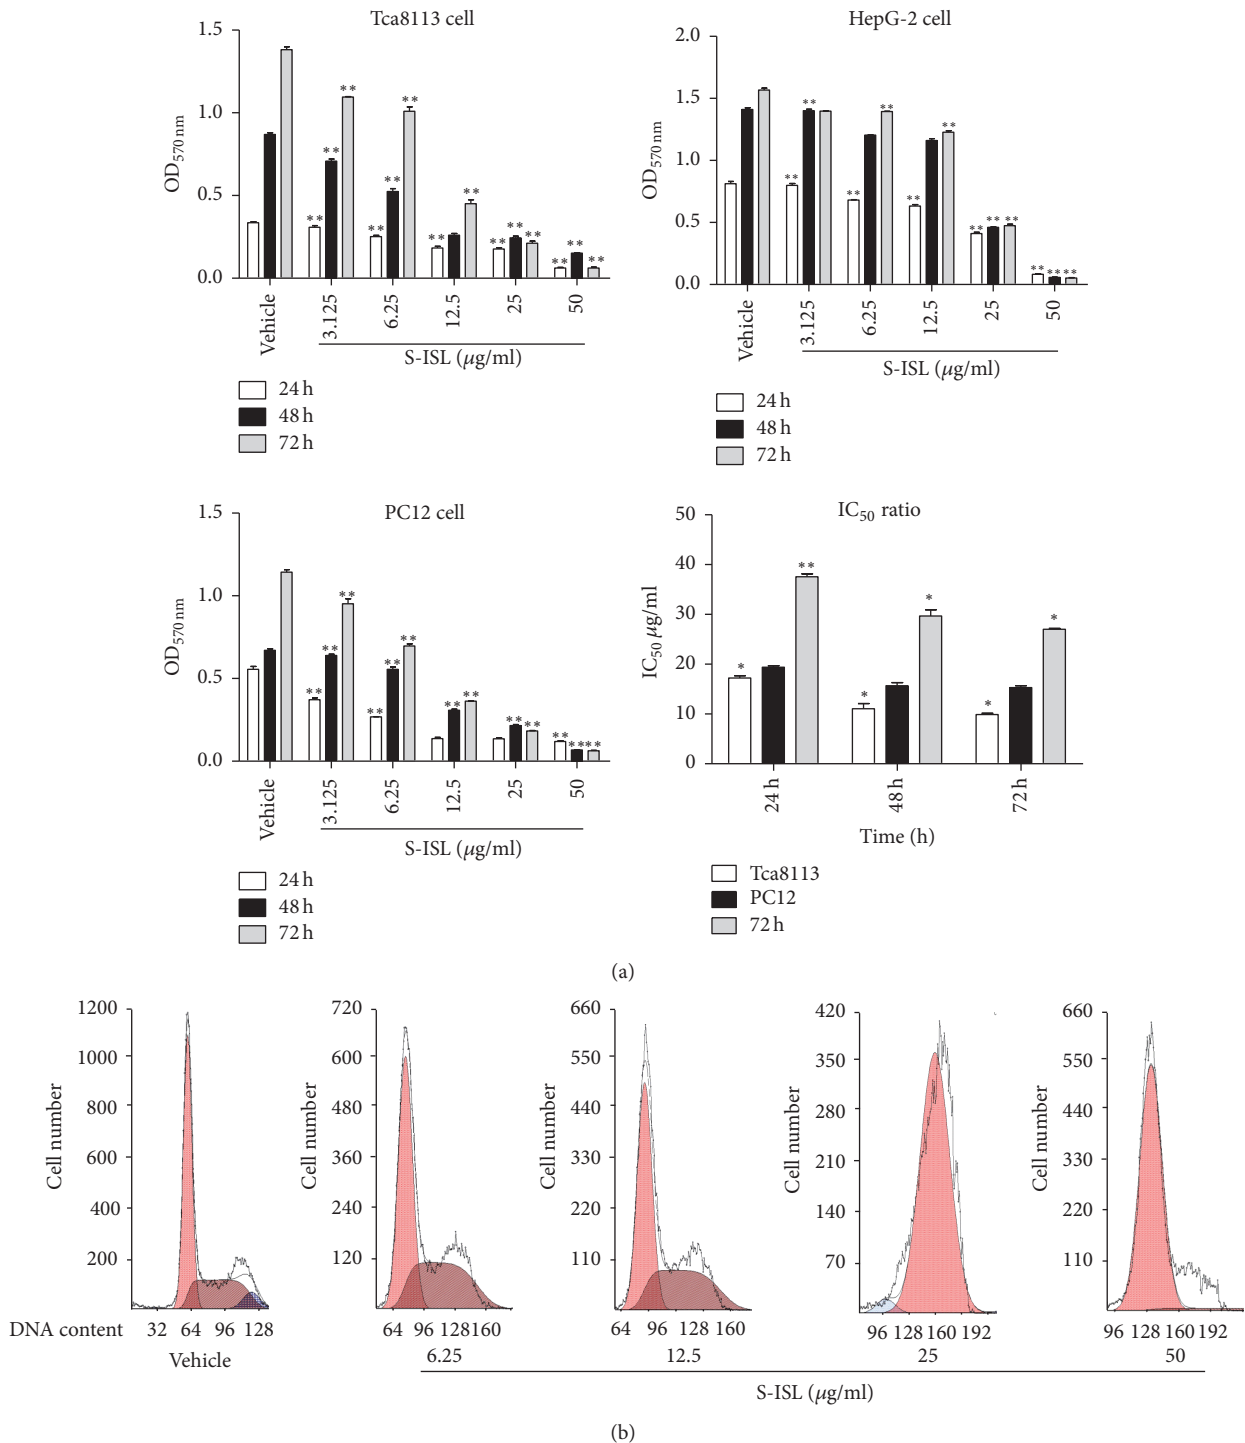 Tca8113 cell
OD570 nm
1.5
1.0
0.5
0.0
** ** ** ** ** ** ** ** ** ** ** ** ** **
Vehicle 3.125 6.25 12.5 25 50
S-ISL (μg/ml)
24 h
48 h
72 h
HepG-2 cell
OD570 nm
2.0
1.5
1.0
0.5
0.0
** ** ** ** ** ** ** ** ** ** ** **
Vehicle 3.125 6.25 12.5 25 50
S-ISL (μg/ml)
24 h
48 h
72 h
PC12 cell
OD570 nm
1.5
1.0
0.5
0.0
** ** ** ** ** ** ** ** ** ** ** **
Vehicle 3.125 6.25 12.5 25 50
S-ISL (μg/ml)
24 h
48 h
72 h
IC50 ratio
IC50 μg/ml
50
40
30
20
10
0
* ** * * * *
24 h 48 h 72 h
Time (h)
Tca8113
PC12
72 h
(a)
Cell number
1200
1000
800
600
400
200
DNA content 32 64 96 128
Vehicle
Cell number
720
600
480
360
240
120
64 96 128 160
6.25
Cell number
660
550
440
330
220
110
64 96 128 160
12.5
Cell number
420
350
280
210
140
70
96 128 160 192
25
Cell number
660
550
440
330
220
110
96 128 160 192
50
S-ISL (μg/ml)
(b)